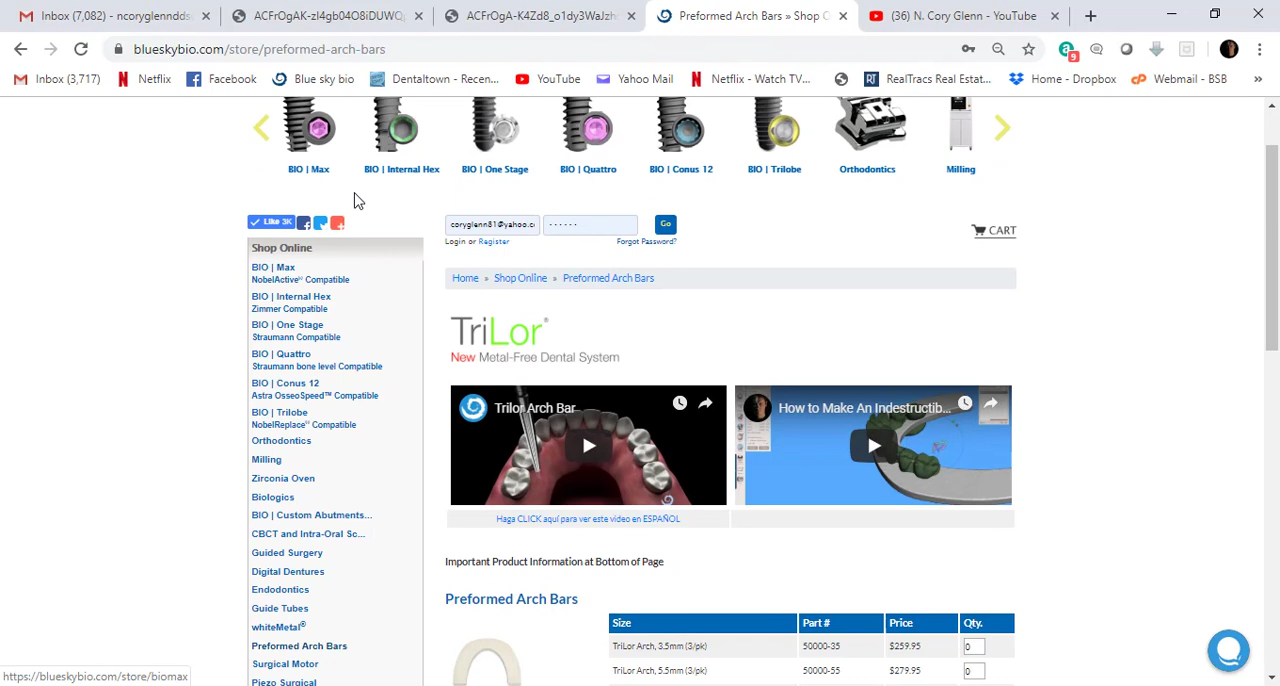 Inbox (7,082) - ncoryglenndds
ACFrOgAK-zI4gb04O8iDUWQ
ACFrOgA-K4Zd8_o1dy3WaJzh
Preformed Arch Bars » Shop O
(36) N. Cory Glenn - YouTube
blueskybio.com/store/preformed-arch-bars
9
Inbox (3,717)
Netflix
Facebook
Blue sky bio
Dentaltown - Recen...
YouTube
Yahoo Mail
Netflix - Watch TV...
RealTracs Real Estat...
Home - Dropbox
Webmail - BSB
»
BIO | Max
BIO | Internal Hex
BIO | One Stage
BIO | Quattro
BIO | Conus 12
BIO | Trilobe
Orthodontics
Milling
Like 3K
coryglenn81@yahoo.c
Go
Login or Register
Forgot Password?
CART
Shop Online
BIO | Max
NobelActive® Compatible
BIO | Internal Hex
Zimmer Compatible
BIO | One Stage
Straumann Compatible
BIO | Quattro
Straumann bone level Compatible
BIO | Conus 12
Astra OsseoSpeed™ Compatible
BIO | Trilobe
NobelReplace® Compatible
Orthodontics
Milling
Zirconia Oven
Biologics
BIO | Custom Abutments...
CBCT and Intra-Oral Sc...
Guided Surgery
Digital Dentures
Endodontics
Guide Tubes
whiteMetal®
Preformed Arch Bars
Surgical Motor
Piezo Surgical
Home » Shop Online » Preformed Arch Bars
TriLor®
New Metal-Free Dental System
Trilor Arch Bar
How to Make An Indestructib...
Haga CLICK aquí para ver este video en ESPAÑOL
Important Product Information at Bottom of Page
Preformed Arch Bars
Size Part # Price Qty.
TriLor Arch, 3.5mm (3/pk) 50000-35 $259.95 0
TriLor Arch, 5.5mm (3/pk) 50000-55 $279.95 0
https://blueskybio.com/store/biomax